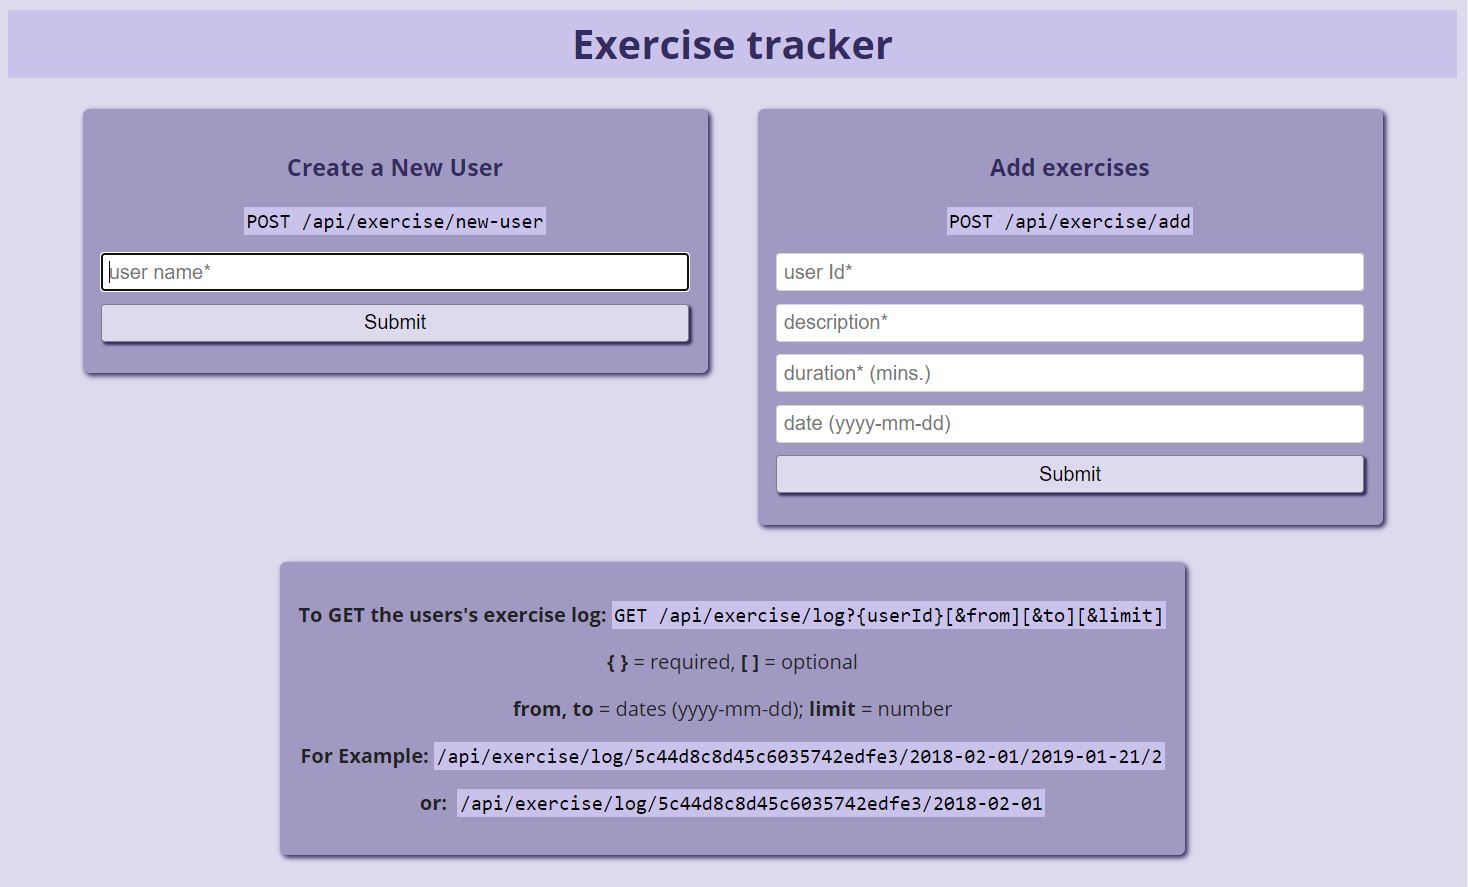 Exercise tracker
Create a New User
POST /api/exercise/new-user
user name*
Submit
Add exercises
POST /api/exercise/add
user Id*
description*
duration* (mins.)
date (yyyy-mm-dd)
Submit
To GET the users's exercise log: GET /api/exercise/log?{userId}[&from][&to][&limit]
{ } = required, [ ] = optional
from, to = dates (yyyy-mm-dd); limit = number
For Example: /api/exercise/log/5c44d8c8d45c6035742edfe3/2018-02-01/2019-01-21/2
or: /api/exercise/log/5c44d8c8d45c6035742edfe3/2018-02-01